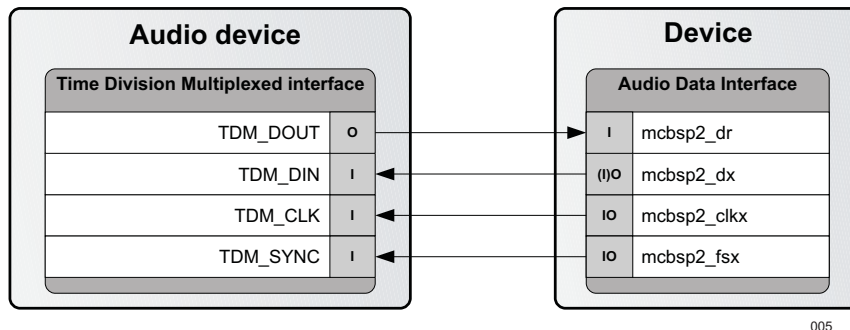 Audio device
Device
Time Division Multiplexed interface
Audio Data Interface
TDM_DOUT O I mcbsp2_dr
TDM_DIN I (I)O mcbsp2_dx
TDM_CLK I IO mcbsp2_clkx
TDM_SYNC I IO mcbsp2_fsx
005